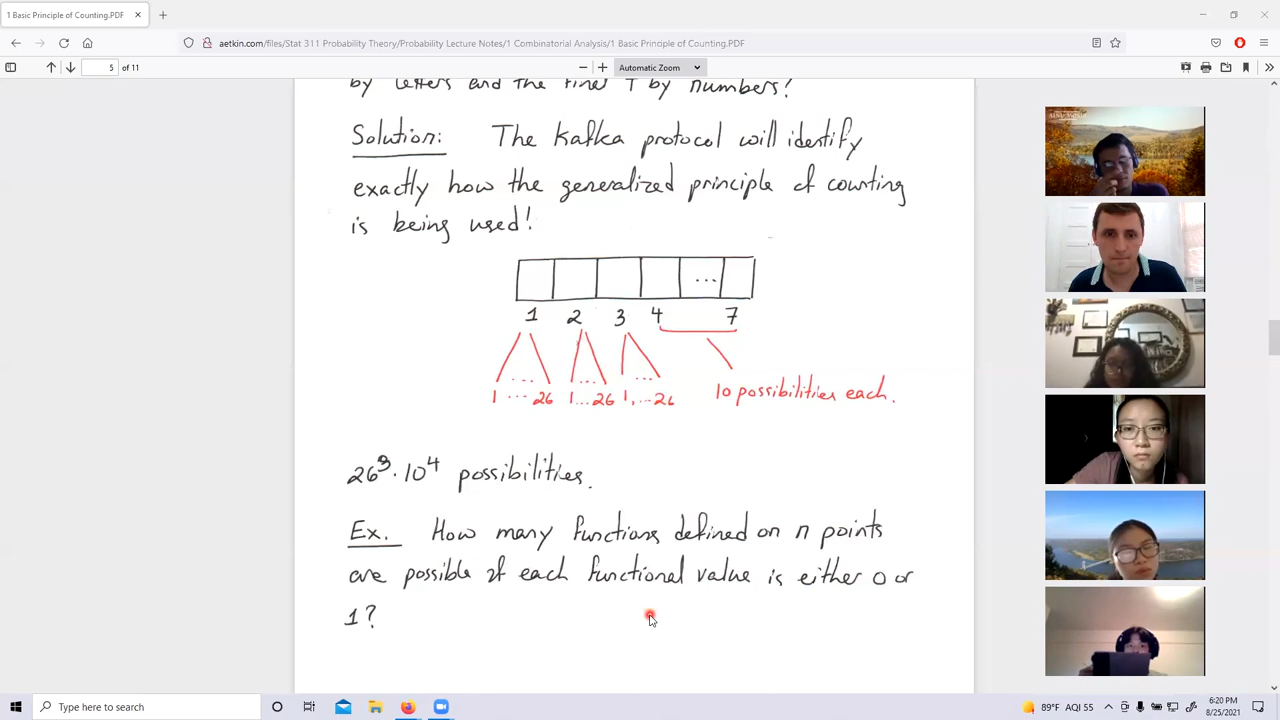 1 Basic Principle of Counting.PDF
aetkin.com/files/Stat 311 Probability Theory/Probability Lecture Notes/1 Combinatorial Analysis/1 Basic Principle of Counting.PDF
5 of 11
Automatic Zoom
by letters and the final 4 by numbers?
Solution: The Kafka protocol will identify
exactly how the generalized principle of counting
is being used!
...
1 2 3 4 7
... ... ...
1 ... 26 1...26 1,...26 10 possibilities each.
26³·10⁴ possibilities.
Ex. How many functions defined on n points
are possible if each functional value is either 0 or
1?
Type here to search
89°F AQI 55
6:20 PM
8/25/2021